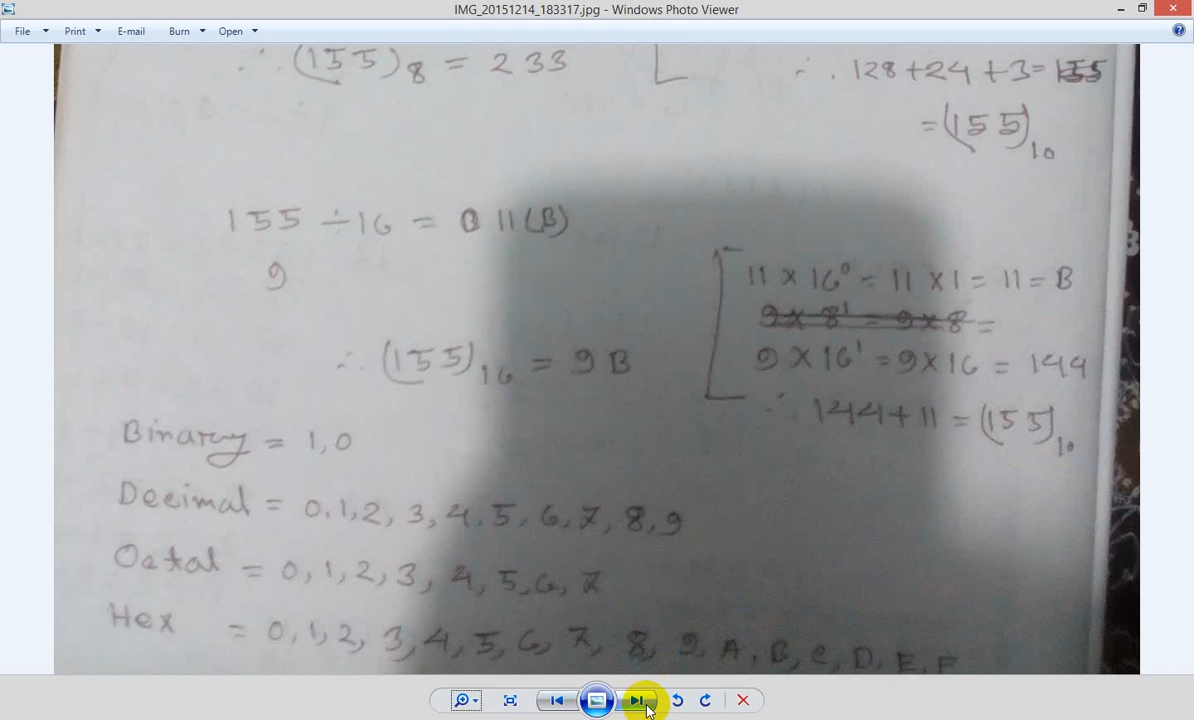 IMG_20151214_183317.jpg - Windows Photo Viewer
File Print E-mail Burn Open
∴ (155)8 = 233
∴ 128+24+3=155
=(155)10
155 ÷16 = 11(B)
9
∴ (155)16 = 9B
11 × 16⁰ = 11 × 1 = 11 = B
9 × 8¹ = 9 × 8 =
9 × 16¹ = 9 × 16 = 144
∴ 144+11 = (155)10
Binary = 1,0
Decimal = 0,1,2,3,4,5,6,7,8,9
Octal = 0,1,2,3,4,5,6,7
Hex = 0,1,2,3,4,5,6,7,8,9,A,B,C,D,E,F